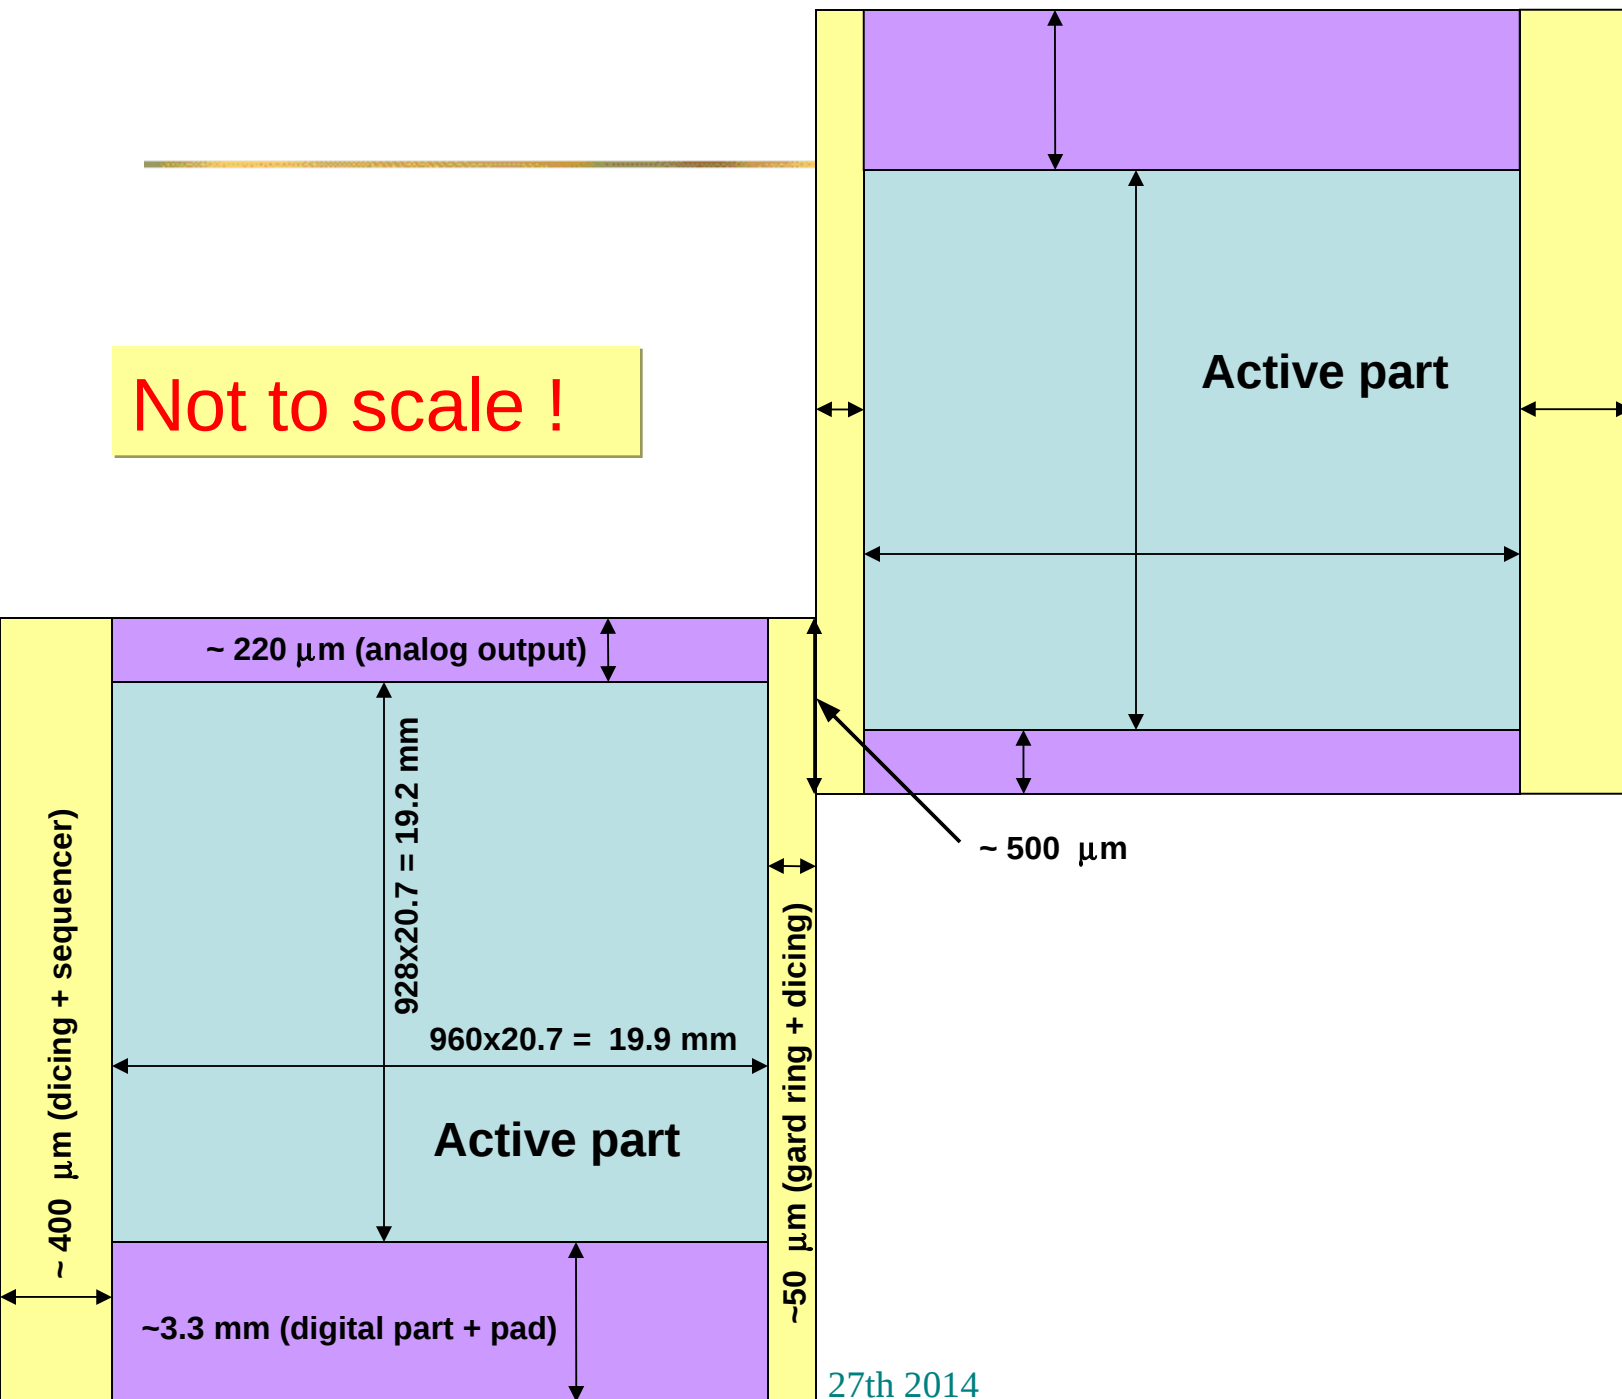 Active part
Not to scale !
~ 220 μm (analog output)
928x20.7 = 19.2 mm
~ 500 μm
~ 400 μm (dicing + sequencer)
~50 μm (gard ring + dicing)
960x20.7 = 19.9 mm
Active part
~3.3 mm (digital part + pad)
27th 2014